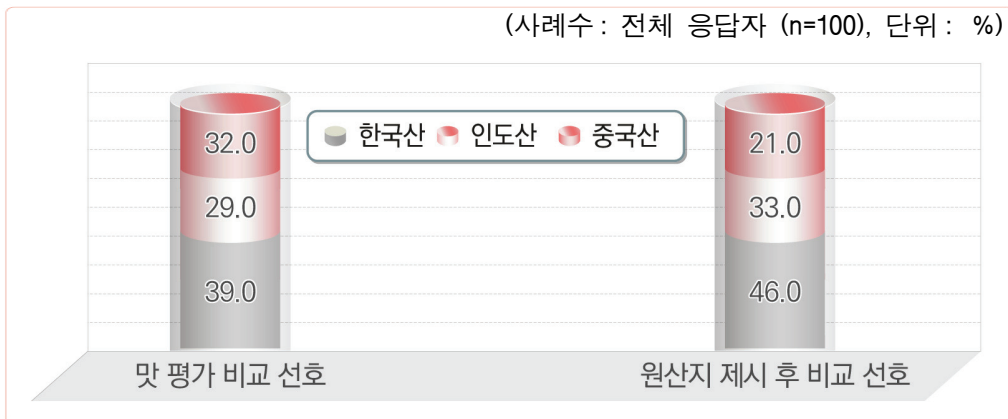 (사례수 : 전체 응답자 (n=100), 단위 : %)
한국산 인도산 중국산
32.0 21.0
29.0 33.0
39.0 46.0
맛 평가 비교 선호 원산지 제시 후 비교 선호